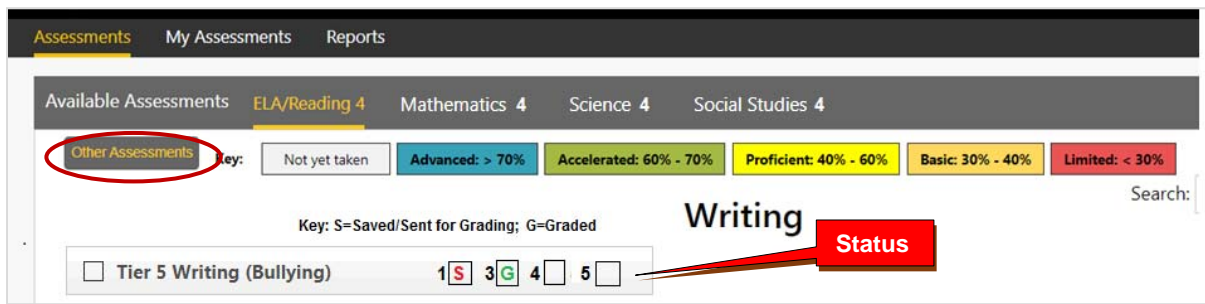 Assessments My Assessments Reports
Available Assessments ELA/Reading 4 Mathematics 4 Science 4 Social Studies 4
Other Assessments Key: Not yet taken Advanced: > 70% Accelerated: 60% - 70% Proficient: 40% - 60% Basic: 30% - 40% Limited: < 30%
Search:
Key: S=Saved/Sent for Grading; G=Graded Writing
Status
Tier 5 Writing (Bullying) 1 S 3 G 4 5